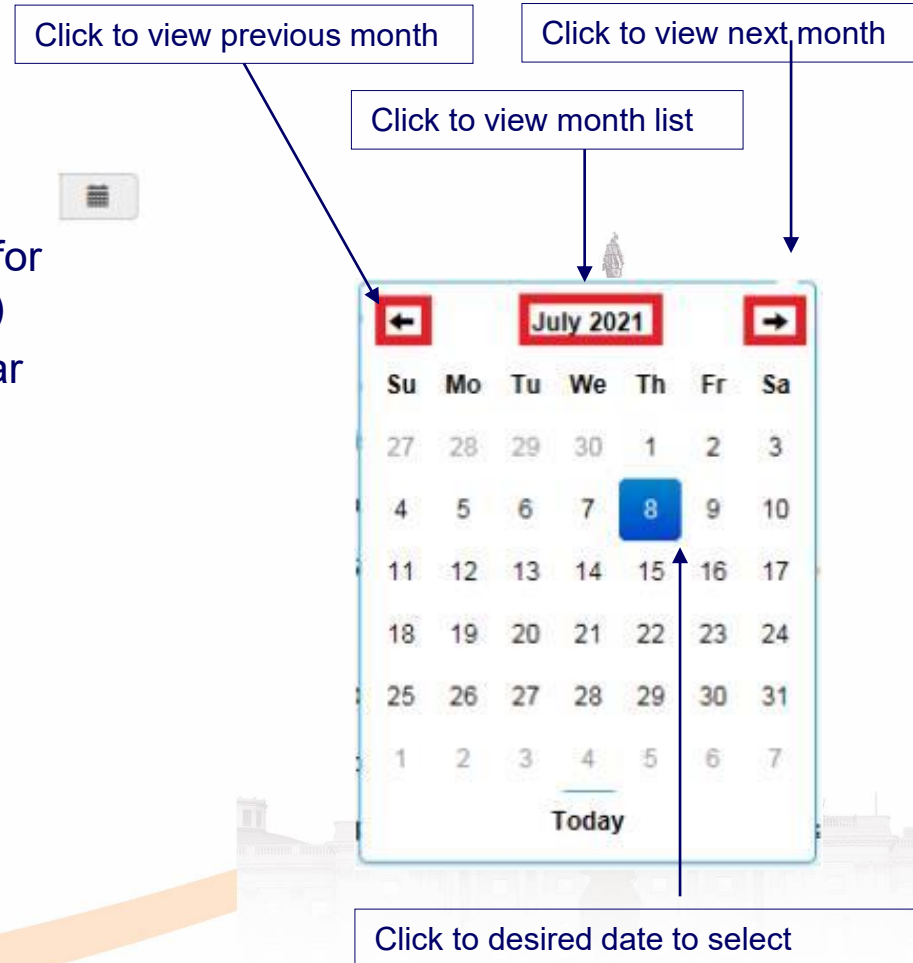 Click to view previous month
Click to view next month
Click to view month list
for
)
ar
July 2021
Su Mo Tu We Th Fr Sa
27 28 29 30 1 2 3
4 5 6 7 8 9 10
11 12 13 14 15 16 17
18 19 20 21 22 23 24
25 26 27 28 29 30 31
1 2 3 4 5 6 7
Today
Click to desired date to select